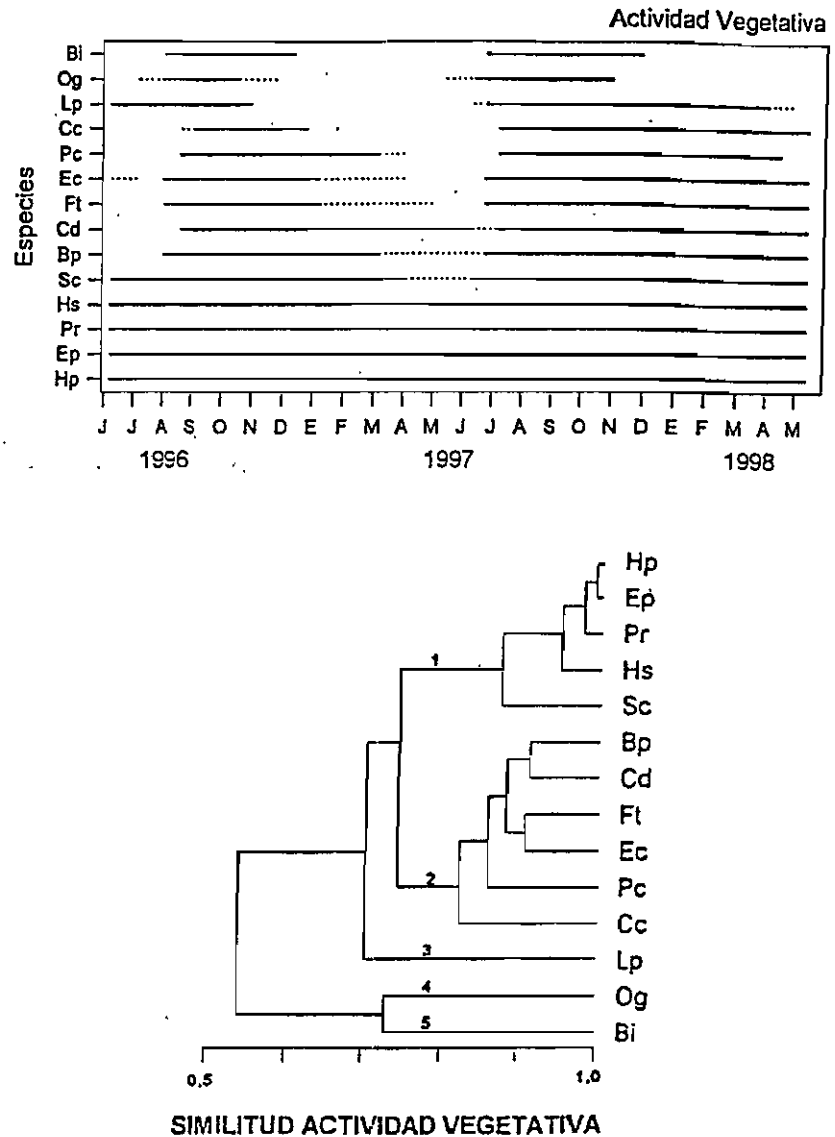 Actividad Vegetativa
Bi
Og
Lp
Cc
Pc
Ec
Ft
Cd
Bp
Sc
Hs
Pr
Ep
Hp
Especies
J J A S O N D E F M A M J J A S O N D E F M A M
1996 1997 1998
Hp
Ep
Pr
1
Hs
Sc
Bp
Cd
Ft
Ec
2
Pc
Cc
3
Lp
4
Og
5
Bi
0,5 1,0
SIMILITUD ACTIVIDAD VEGETATIVA